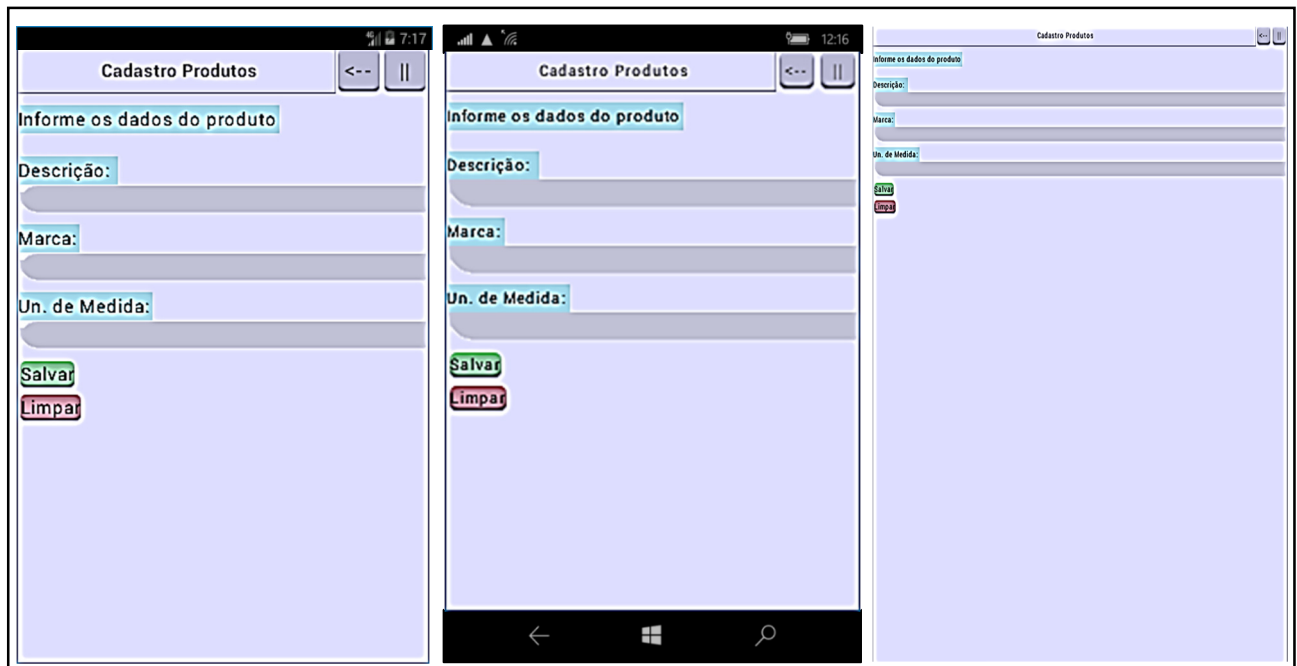 4G 7:17
Cadastro Produtos <-- ||
Informe os dados do produto
Descrição:
Marca:
Un. de Medida:
Salvar
Limpar
12:16
Cadastro Produtos <-- ||
Informe os dados do produto
Descrição:
Marca:
Un. de Medida:
Salvar
Limpar
Cadastro Produtos <-- ||
Informe os dados do produto
Descrição:
Marca:
Un. de Medida:
Salvar
Limpar